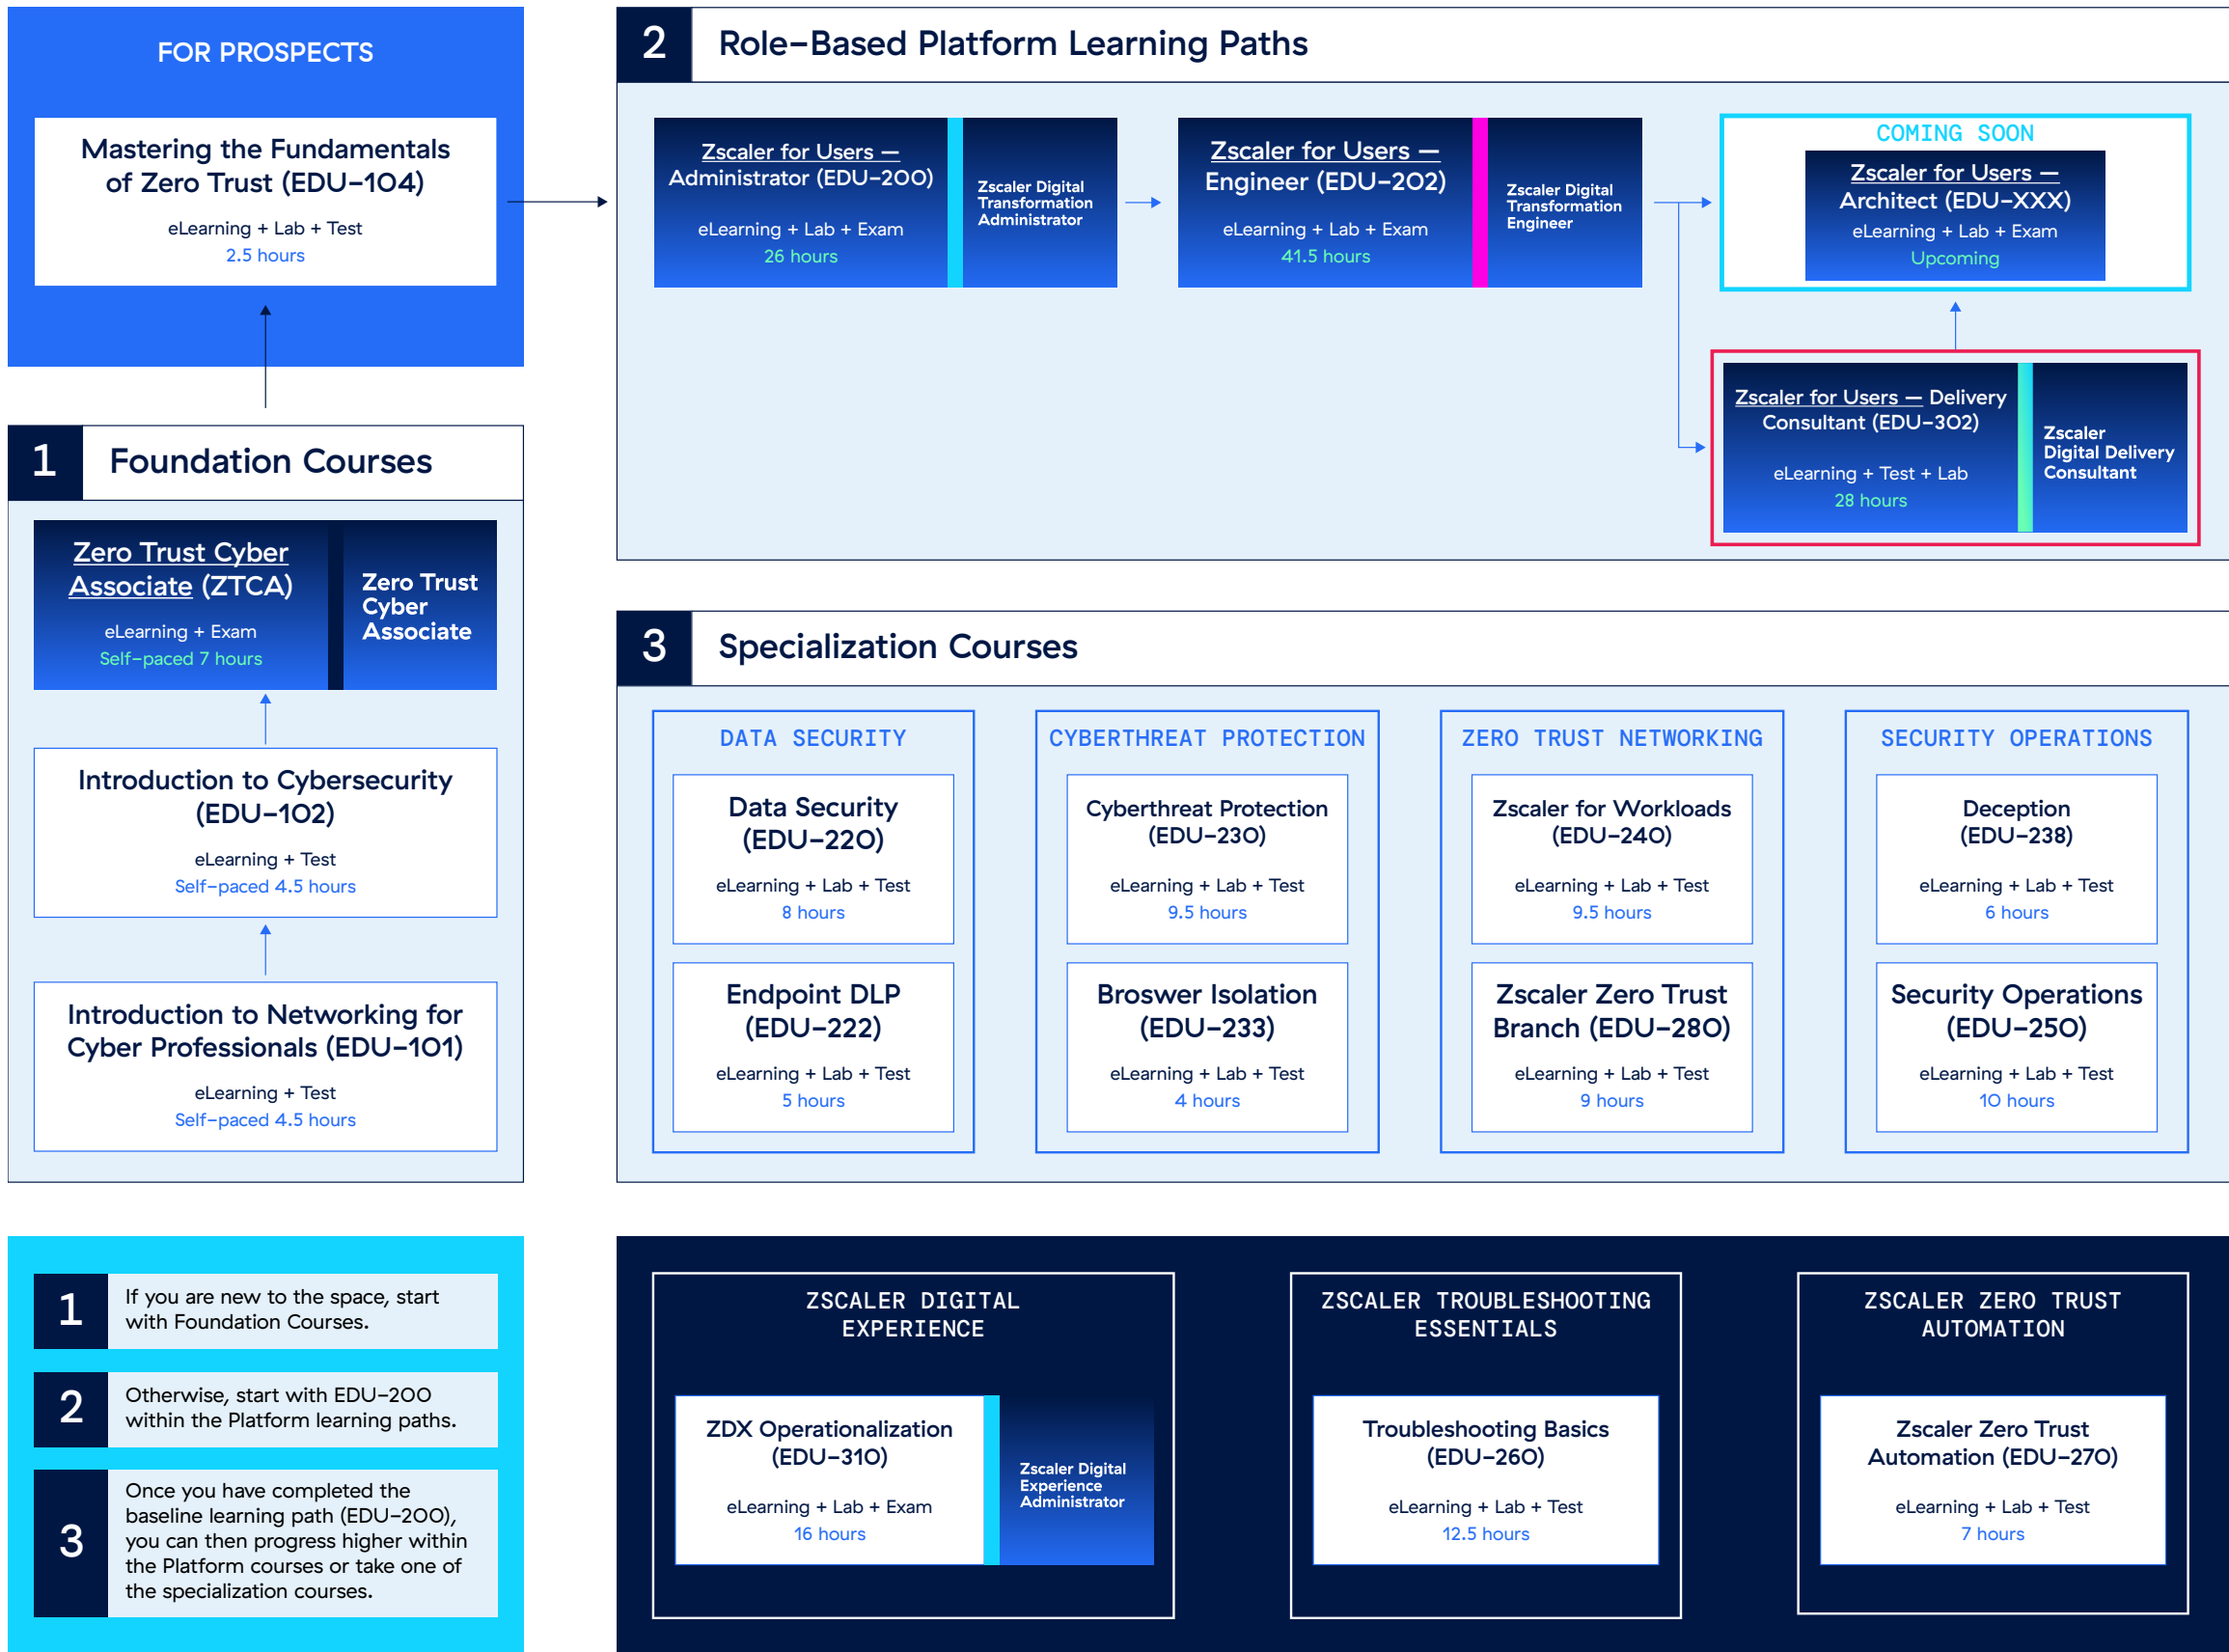 FOR PROSPECTS
Mastering the Fundamentals
of Zero Trust (EDU-104)
eLearning + Lab + Test
2.5 hours
1
Foundation Courses
Zero Trust Cyber
Associate (ZTCA)
eLearning + Exam
Self-paced 7 hours
Zero Trust
Cyber
Associate
Introduction to Cybersecurity
(EDU-102)
eLearning + Test
Self-paced 4.5 hours
Introduction to Networking for
Cyber Professionals (EDU-101)
eLearning + Test
Self-paced 4.5 hours
1
If you are new to the space, start
with Foundation Courses.
2
Otherwise, start with EDU-200
within the Platform learning paths.
3
Once you have completed the
baseline learning path (EDU-200),
you can then progress higher within
the Platform courses or take one of
the specialization courses.
2
Role-Based Platform Learning Paths
Zscaler for Users —
Administrator (EDU-200)
eLearning + Lab + Exam
26 hours
Zscaler Digital
Transformation
Administrator
Zscaler for Users —
Engineer (EDU-202)
eLearning + Lab + Exam
41.5 hours
Zscaler Digital
Transformation
Engineer
COMING SOON
Zscaler for Users —
Architect (EDU-XXX)
eLearning + Lab + Exam
Upcoming
Zscaler for Users — Delivery
Consultant (EDU-302)
eLearning + Test + Lab
28 hours
Zscaler
Digital Delivery
Consultant
3
Specialization Courses
DATA SECURITY
Data Security
(EDU-220)
eLearning + Lab + Test
8 hours
Endpoint DLP
(EDU-222)
eLearning + Lab + Test
5 hours
CYBERTHREAT PROTECTION
Cyberthreat Protection
(EDU-230)
eLearning + Lab + Test
9.5 hours
Broswer Isolation
(EDU-233)
eLearning + Lab + Test
4 hours
ZERO TRUST NETWORKING
Zscaler for Workloads
(EDU-240)
eLearning + Lab + Test
9.5 hours
Zscaler Zero Trust
Branch (EDU-280)
eLearning + Lab + Test
9 hours
SECURITY OPERATIONS
Deception
(EDU-238)
eLearning + Lab + Test
6 hours
Security Operations
(EDU-250)
eLearning + Lab + Test
10 hours
ZSCALER DIGITAL
EXPERIENCE
ZDX Operationalization
(EDU-310)
eLearning + Lab + Exam
16 hours
Zscaler Digital
Experience
Administrator
ZSCALER TROUBLESHOOTING
ESSENTIALS
Troubleshooting Basics
(EDU-260)
eLearning + Lab + Test
12.5 hours
ZSCALER ZERO TRUST
AUTOMATION
Zscaler Zero Trust
Automation (EDU-270)
eLearning + Lab + Test
7 hours